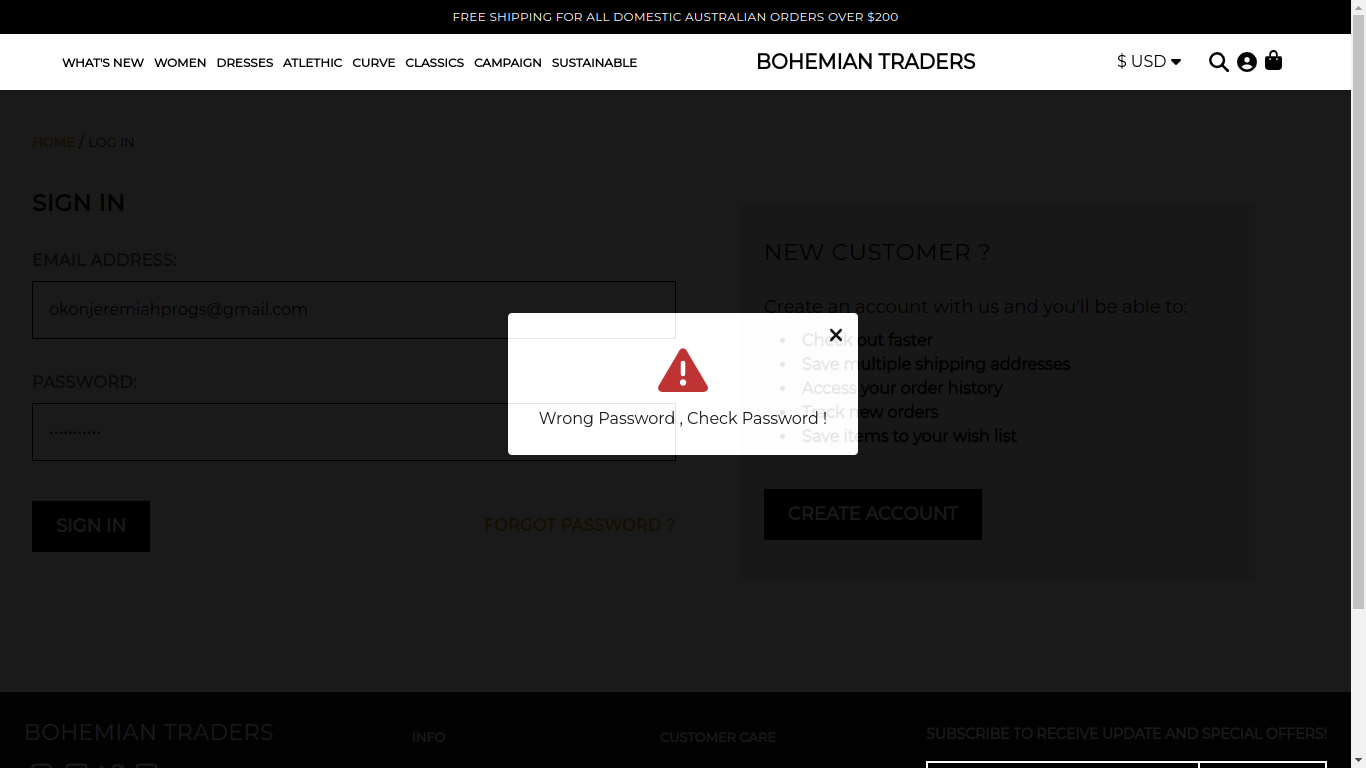 FREE SHIPPING FOR ALL DOMESTIC AUSTRALIAN ORDERS OVER $200
WHAT'S NEW WOMEN DRESSES ATLETHIC CURVE CLASSICS CAMPAIGN SUSTAINABLE
BOHEMIAN TRADERS
$ USD
HOME / LOG IN
SIGN IN
EMAIL ADDRESS:
okonjeremiahprogs@gmail.com
PASSWORD:
SIGN IN
FORGOT PASSWORD ?
NEW CUSTOMER ?
Create an account with us and you'll be able to:
Check out faster
Save multiple shipping addresses
Access your order history
Track new orders
Save items to your wish list
CREATE ACCOUNT
Wrong Password , Check Password !
BOHEMIAN TRADERS
INFO
CUSTOMER CARE
SUBSCRIBE TO RECEIVE UPDATE AND SPECIAL OFFERS!